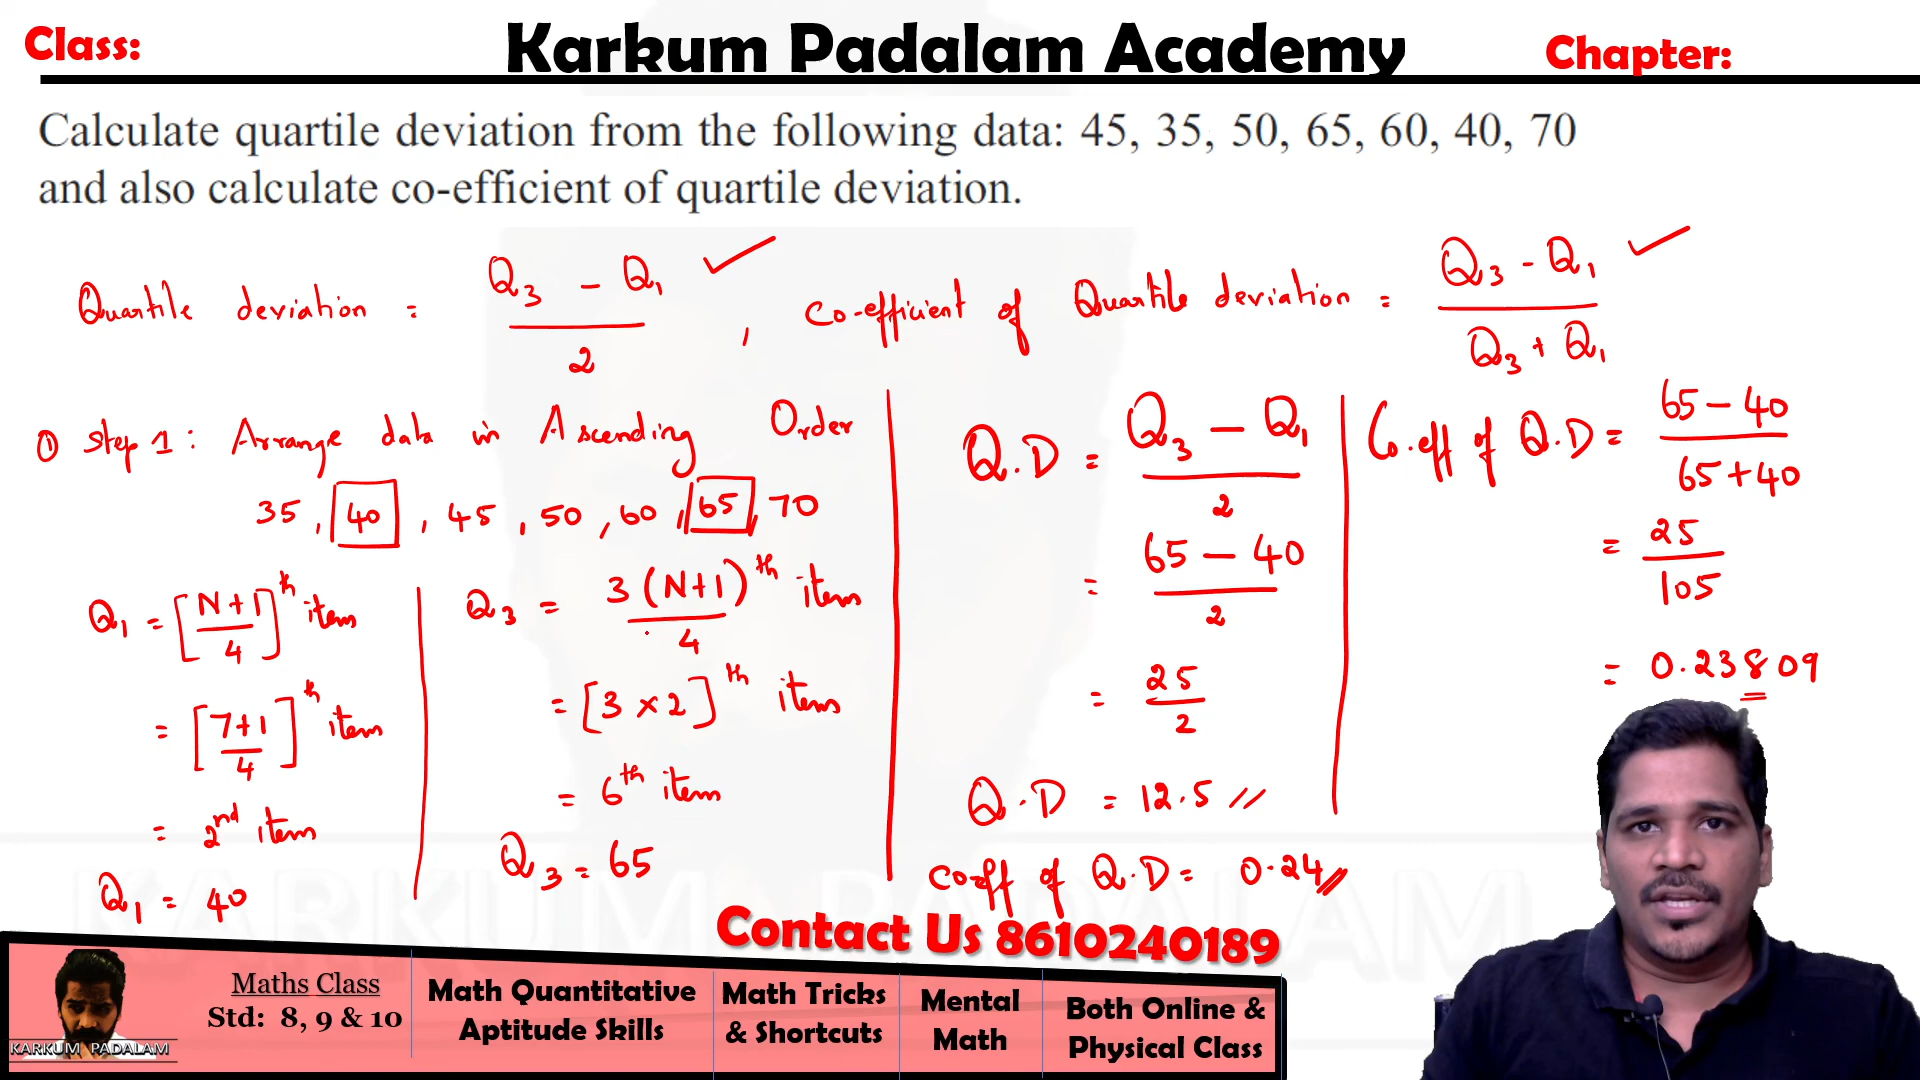 Class:
Karkum Padalam Academy
Chapter:
Calculate quartile deviation from the following data: 45, 35, 50, 65, 60, 40, 70
and also calculate co-efficient of quartile deviation.
Quartile deviation = (Q₃ - Q₁)/2 , Co-efficient of Quartile deviation = (Q₃ - Q₁)/(Q₃ + Q₁)
① Step 1: Arrange data in Ascending Order
35, 40, 45, 50, 60, 65, 70
Q₁ = [(N+1)/4]th item
= [(7+1)/4]th item
= 2nd item
Q₁ = 40
Q₃ = 3(N+1)/4 th item
= [3 × 2]th item
= 6th item
Q₃ = 65
Q.D = (Q₃ - Q₁)/2
= (65 - 40)/2
= 25/2
Q.D = 12.5 //
Coeff of Q.D = 0.24//
Co.eff of Q.D = (65 - 40)/(65+40)
= 25/105
= 0.23809
KARKUM PADALAM
Contact Us 8610240189
KARKUM PADALAM
Maths Class
Std: 8, 9 & 10
Math Quantitative
Aptitude Skills
Math Tricks
& Shortcuts
Mental
Math
Both Online &
Physical Class